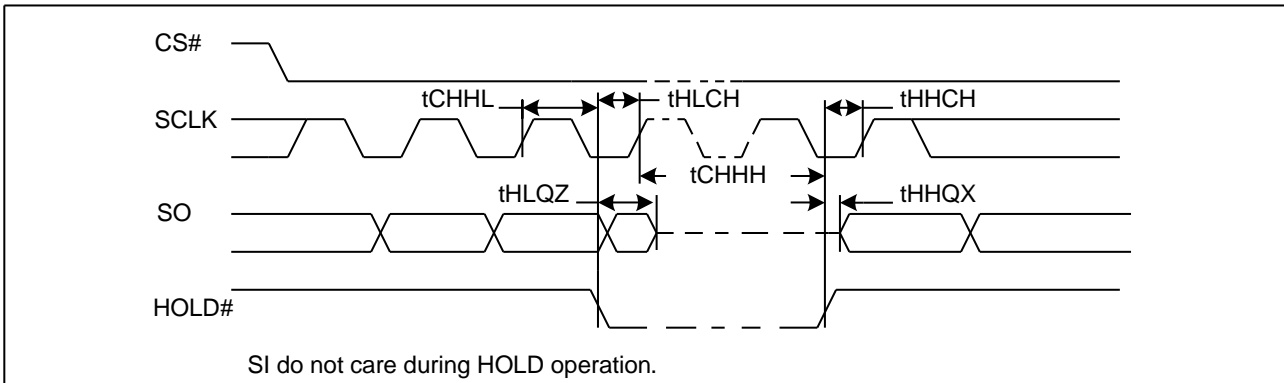 CS#
tCHHL
tHLCH
tHHCH
SCLK
tCHHH
tHLQZ
tHHQX
SO
HOLD#
SI do not care during HOLD operation.